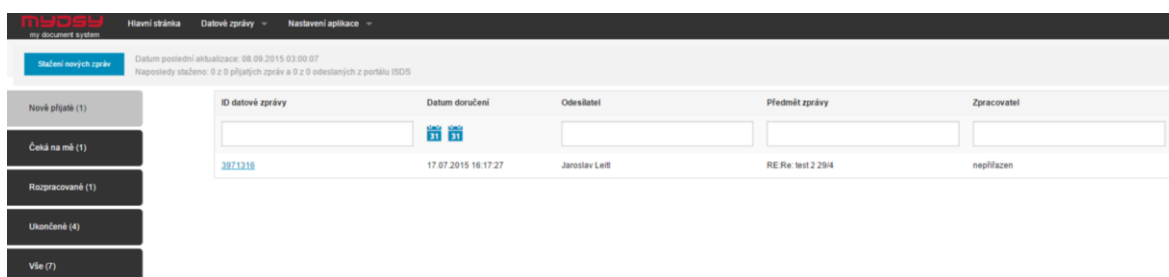 MYDSY
my document system
Hlavní stránka Datové zprávy Nastavení aplikace
Stažení nových zpráv
Datum poslední aktualizace: 08.09.2015 03:00:07
Naposledy staženo: 0 z 0 přijatých zpráv a 0 z 0 odeslaných z portálu ISDS
Nově přijaté (1)
Čeká na mě (1)
Rozpracované (1)
Ukončené (4)
Vše (7)
ID datové zprávy Datum doručení Odesílatel Předmět zprávy Zpracovatel
31 31
3971316 17.07.2015 16:17:27 Jaroslav Leitl RE:Re: test 2 29/4 nepřiřazen